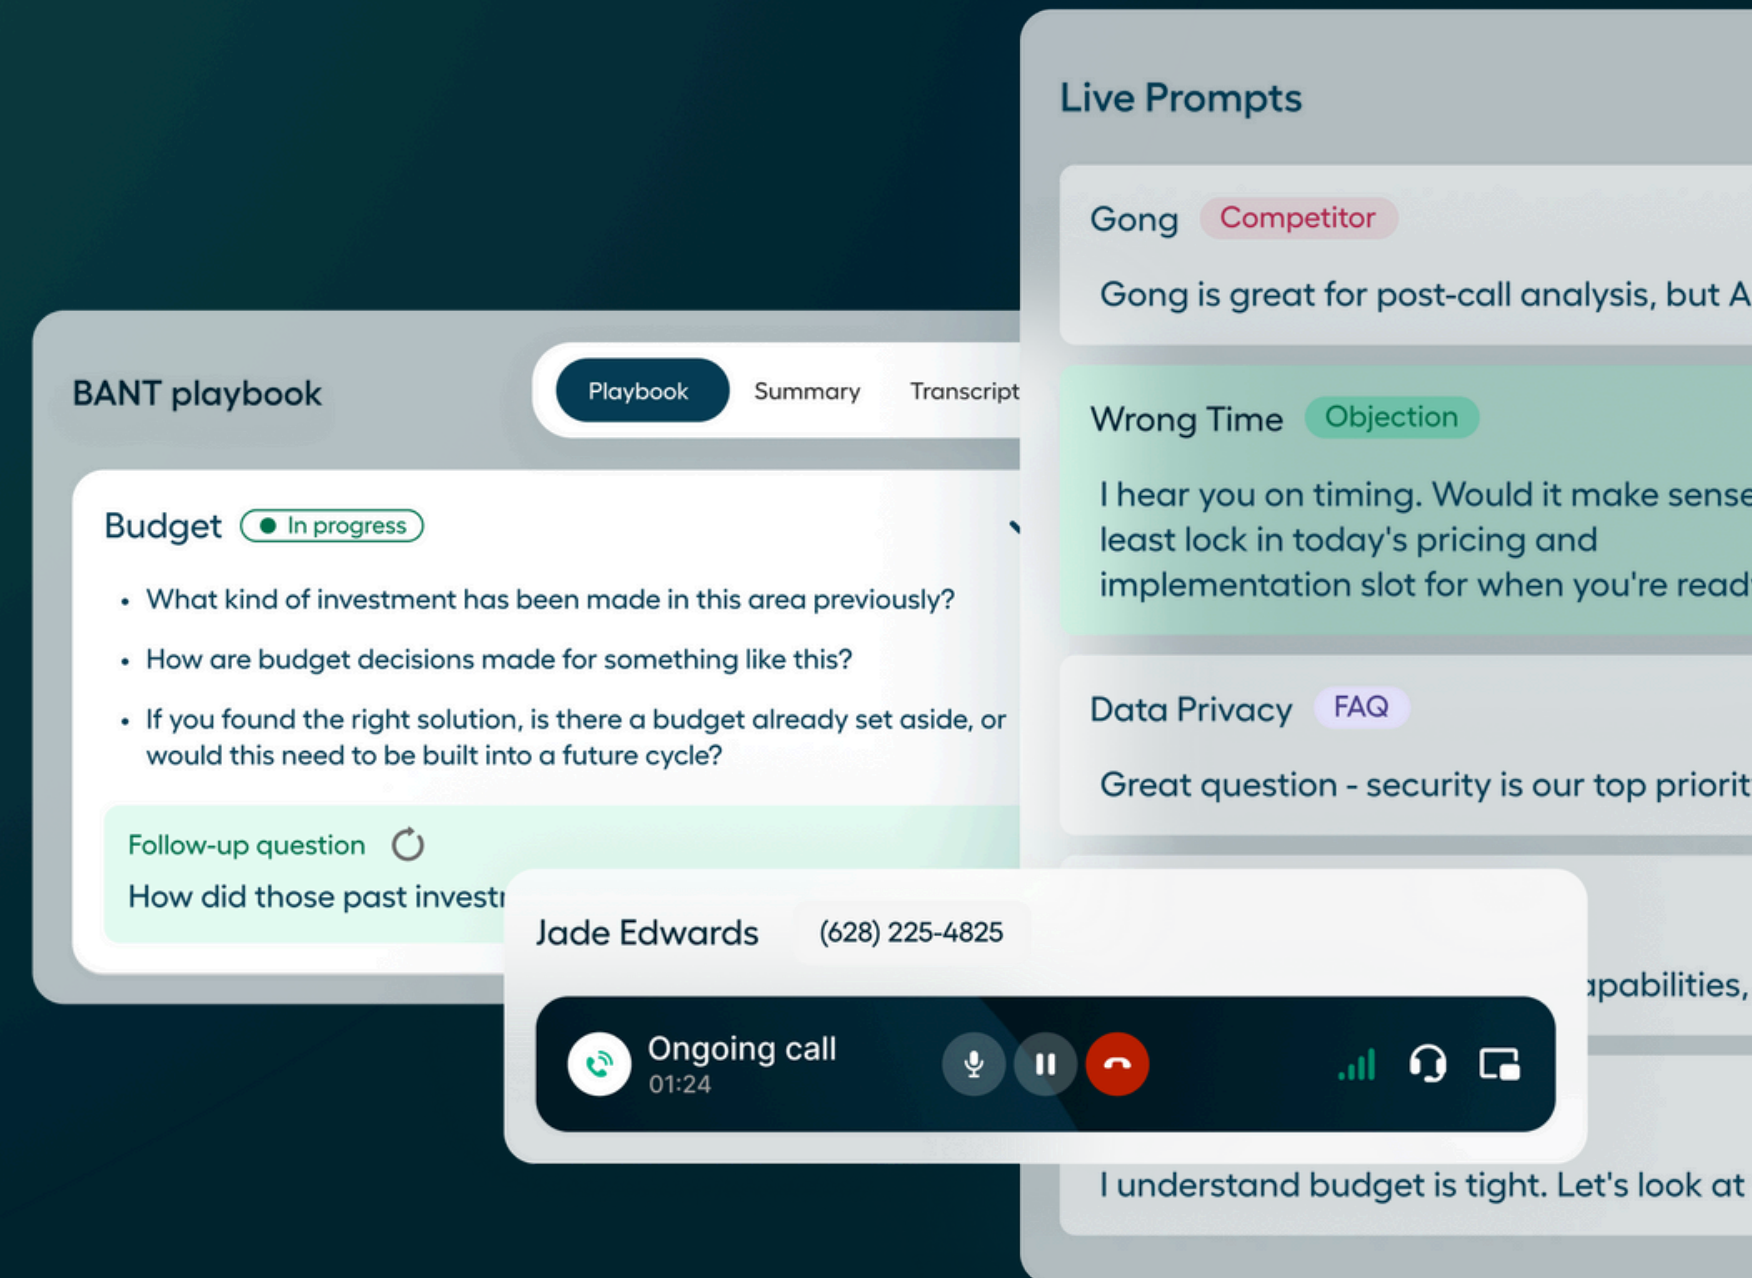 Live Prompts
Gong Competitor
Gong is great for post-call analysis, but A
Wrong Time Objection
I hear you on timing. Would it make sense
least lock in today's pricing and
implementation slot for when you're ready
Data Privacy FAQ
Great question - security is our top priorit
apabilities,
I understand budget is tight. Let's look at
BANT playbook
Playbook Summary Transcript
Budget In progress
• What kind of investment has been made in this area previously?
• How are budget decisions made for something like this?
• If you found the right solution, is there a budget already set aside, or
would this need to be built into a future cycle?
Follow-up question
How did those past invest
Jade Edwards (628) 225-4825
Ongoing call
01:24